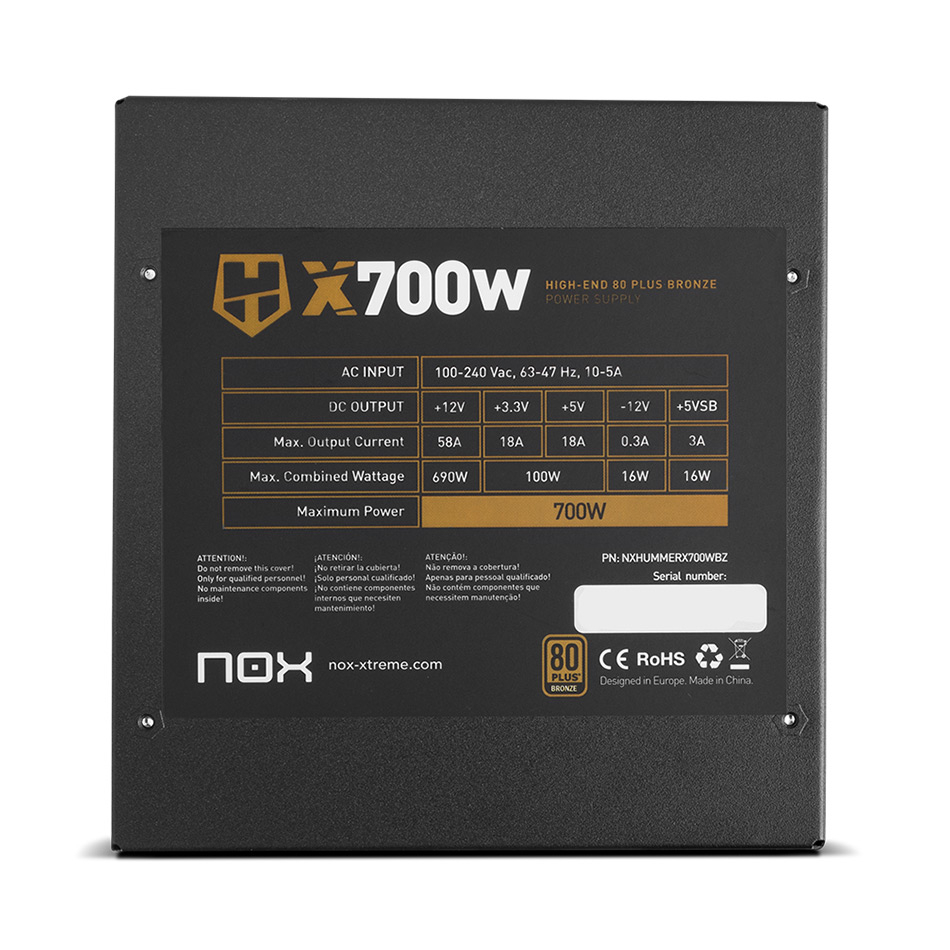 X700W
HIGH-END 80 PLUS BRONZE
POWER SUPPLY
AC INPUT 100-240 Vac, 63-47 Hz, 10-5A
DC OUTPUT +12V +3.3V +5V -12V +5VSB
Max. Output Current 58A 18A 18A 0.3A 3A
Max. Combined Wattage 690W 100W 16W 16W
Maximum Power 700W
ATTENTION!:
Do not remove this cover!
Only for qualified personnel!
No maintenance components
inside!
¡ATENCIÓN!:
¡No retirar la cubierta!
¡Solo personal cualificado!
¡No contiene componentes
internos que necesiten
mantenimiento!
ATENÇÃO!:
Não remova a cobertura!
Apenas para pessoal qualificado!
Não contém componentes que
necessitem manutenção!
PN: NXHUMMERX700WBZ
Serial number:
nox
nox-xtreme.com
80
PLUS
BRONZE
CE RoHS
Designed in Europe. Made in China.